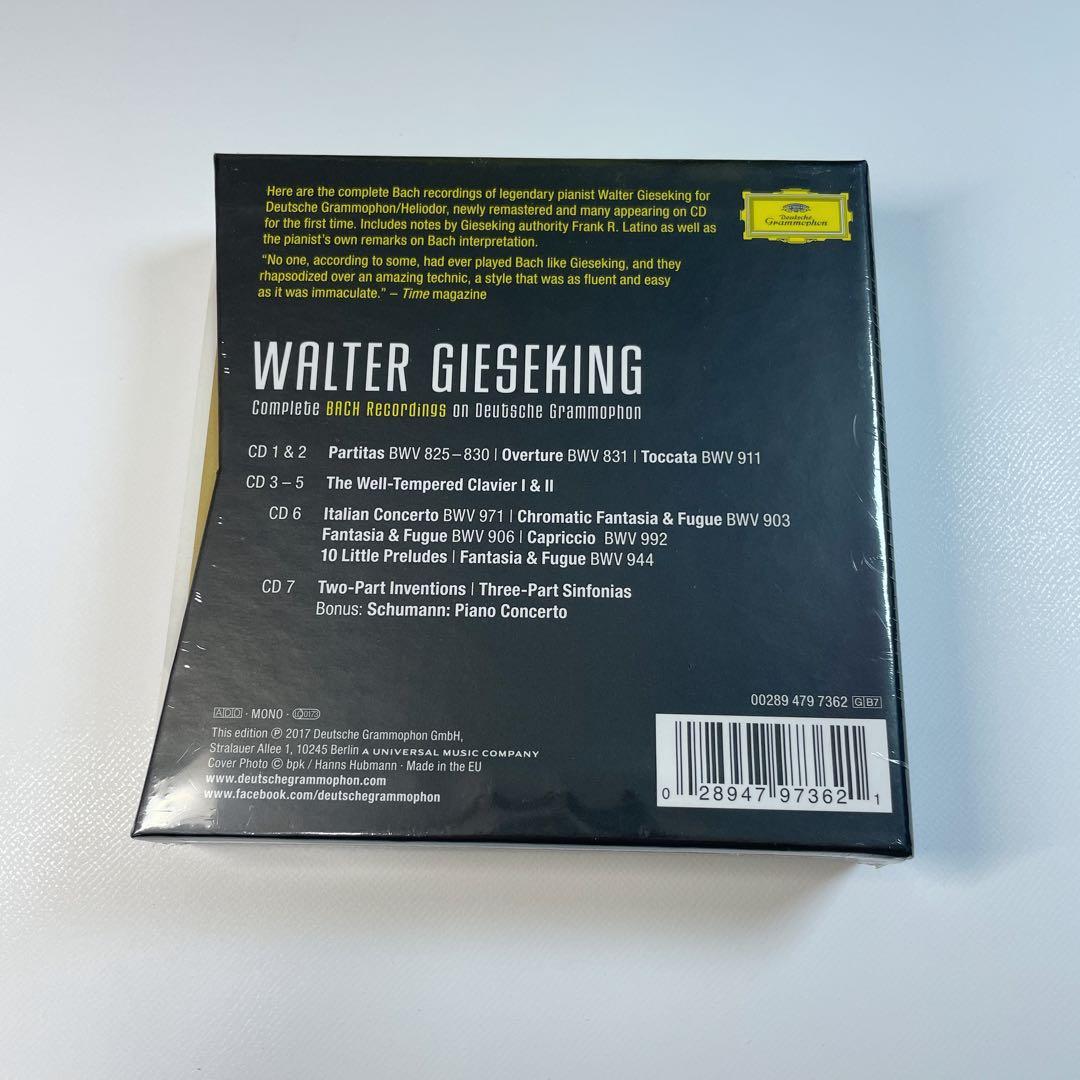 Here are the complete Bach recordings of legendary pianist Walter Gieseking for
Deutsche Grammophon/Heliodor, newly remastered and many appearing on CD
for the first time. Includes notes by Gieseking authority Frank R. Latino as well as
the pianist's own remarks on Bach interpretation.
"No one, according to some, had ever played Bach like Gieseking, and they
rhapsodized over an amazing technic, a style that was as fluent and easy
as it was immaculate." – Time magazine
Deutsche
Grammophon
WALTER GIESEKING
Complete BACH Recordings on Deutsche Grammophon
CD 1 & 2 Partitas BWV 825–830 | Overture BWV 831 | Toccata BWV 911
CD 3 – 5 The Well-Tempered Clavier I & II
CD 6 Italian Concerto BWV 971 | Chromatic Fantasia & Fugue BWV 903
Fantasia & Fugue BWV 906 | Capriccio BWV 992
10 Little Preludes | Fantasia & Fugue BWV 944
CD 7 Two-Part Inventions | Three-Part Sinfonias
Bonus: Schumann: Piano Concerto
00289 479 7362 GB7
ADD · MONO · LC0173
This edition ℗ 2017 Deutsche Grammophon GmbH,
Stralauer Allee 1, 10245 Berlin A UNIVERSAL MUSIC COMPANY
Cover Photo © bpk / Hanns Hubmann · Made in the EU
www.deutschegrammophon.com
www.facebook.com/deutschegrammophon
0 28947 97362 1